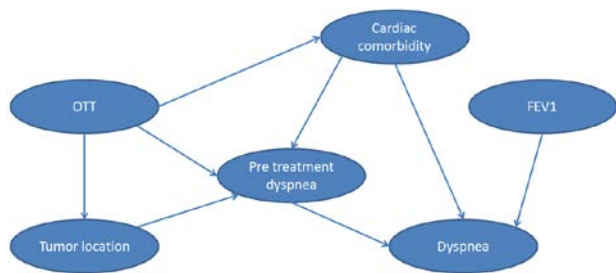 Cardiac
comorbidity
OTT
FEV1
Pre treatment
dyspnea
Tumor location
Dyspnea